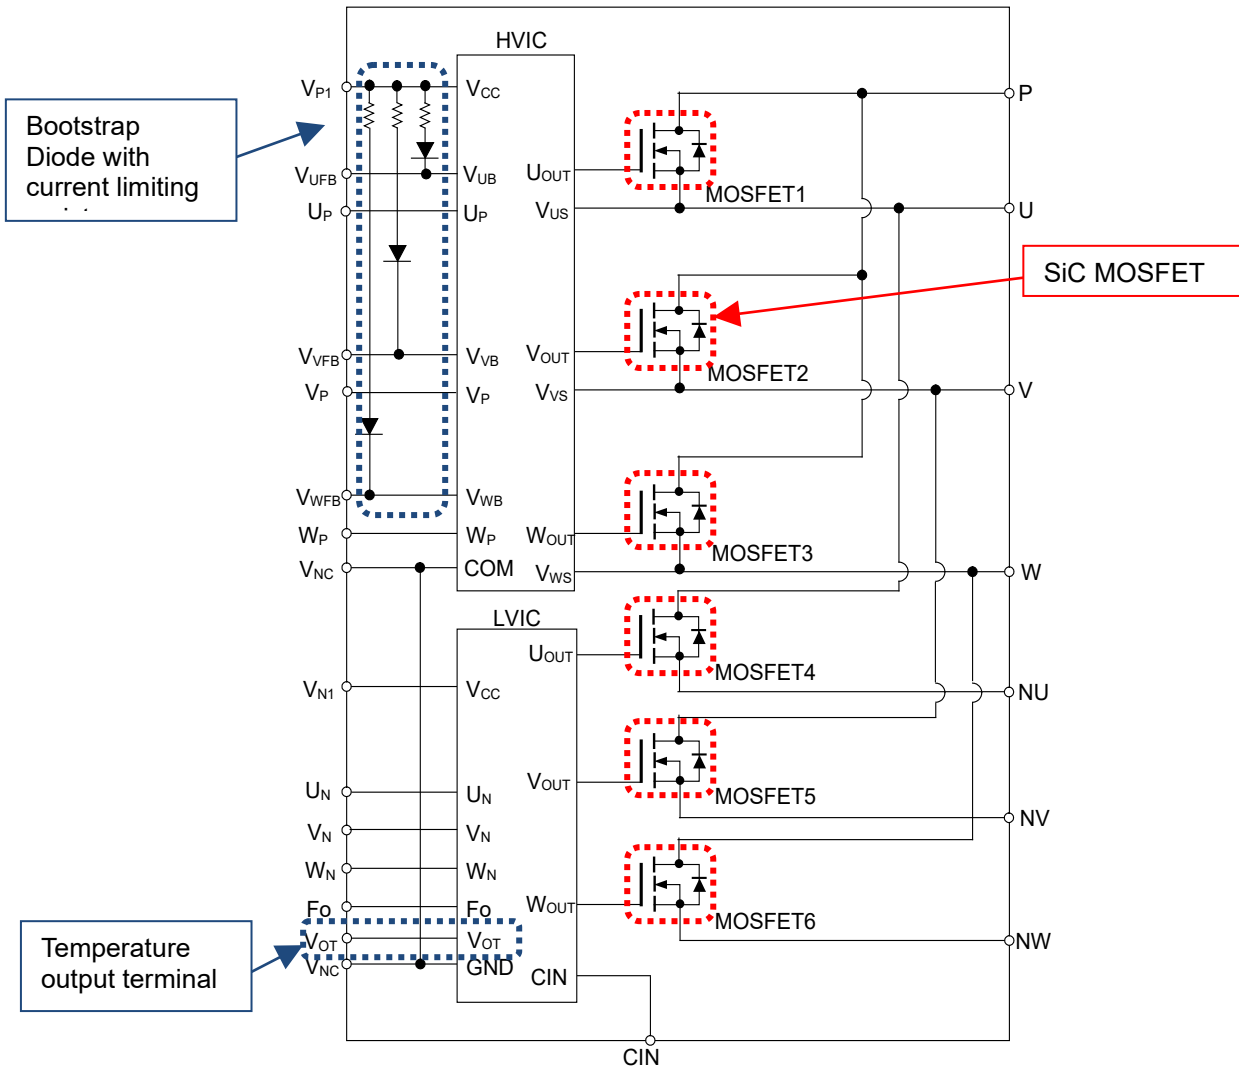 HVIC
Bootstrap
Diode with
current limiting
VP1
VUFB
UP
VVFB
VP
VWFB
WP
VNC
VCC
VUB
UP
VVB
VP
VWB
WP
COM
UOUT
VUS
VOUT
VVS
WOUT
VWS
MOSFET1
MOSFET2
MOSFET3
P
U
SiC MOSFET
V
W
LVIC
VN1
UN
VN
WN
Fo
VOT
VNC
VCC
UN
VN
WN
Fo
VOT
GND
UOUT
VOUT
WOUT
CIN
MOSFET4
MOSFET5
MOSFET6
NU
NV
NW
Temperature
output terminal
CIN